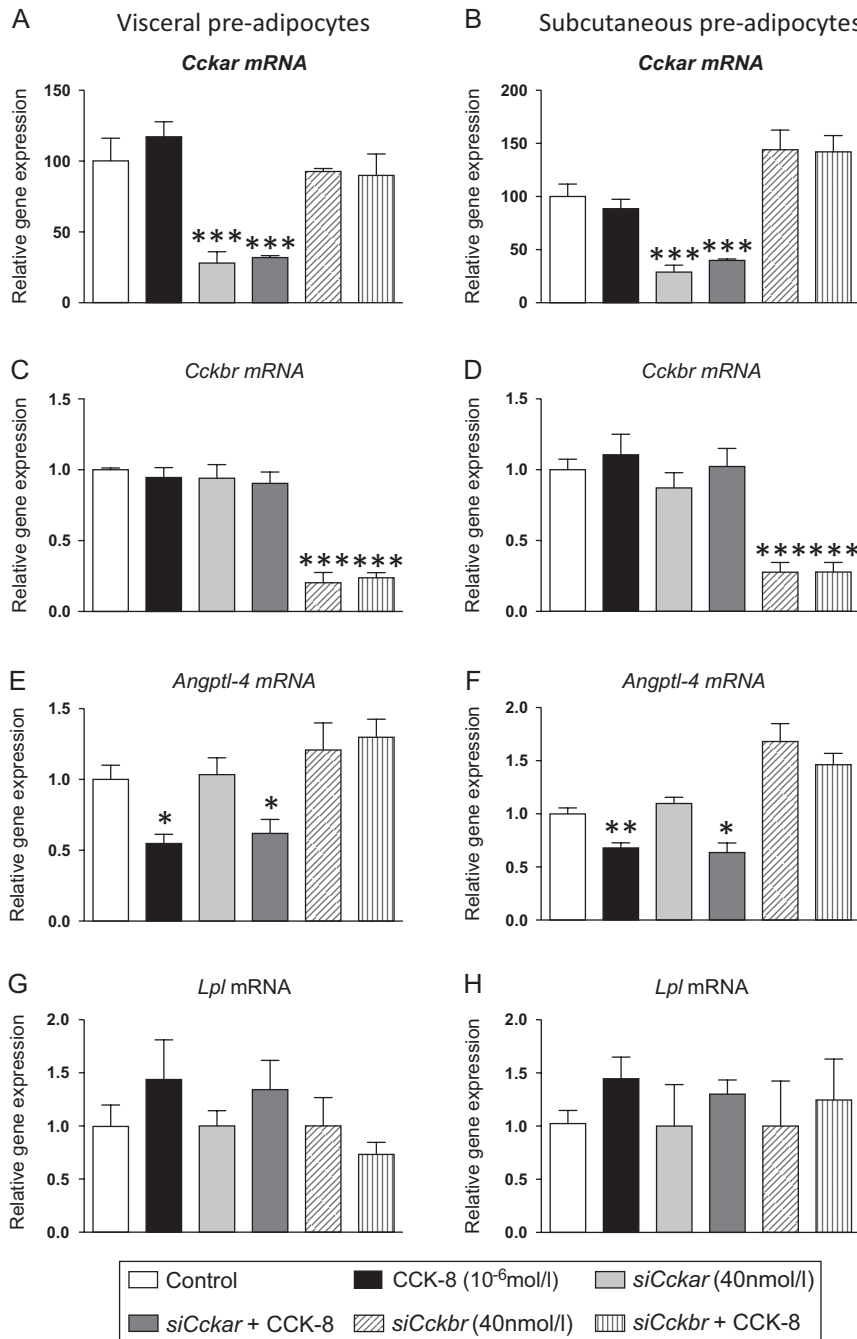 A Visceral pre-adipocytes
Cckar mRNA
Relative gene expression
150
100
50
0
*** ***
B Subcutaneous pre-adipocytes
Cckar mRNA
Relative gene expression
200
150
100
50
0
*** ***
C Cckbr mRNA
Relative gene expression
1.5
1.0
0.5
0.0
*** ***
D Cckbr mRNA
Relative gene expression
1.5
1.0
0.5
0.0
*** ***
E Angptl-4 mRNA
Relative gene expression
1.5
1.0
0.5
0.0
* *
F Angptl-4 mRNA
Relative gene expression
2.0
1.5
1.0
0.5
0.0
** *
G Lpl mRNA
Relative gene expression
2.0
1.5
1.0
0.5
0.0
H Lpl mRNA
Relative gene expression
2.0
1.5
1.0
0.5
0.0
Control CCK-8 (10⁻⁶mol/l) siCckar (40nmol/l)
siCckar + CCK-8 siCckbr (40nmol/l) siCckbr + CCK-8